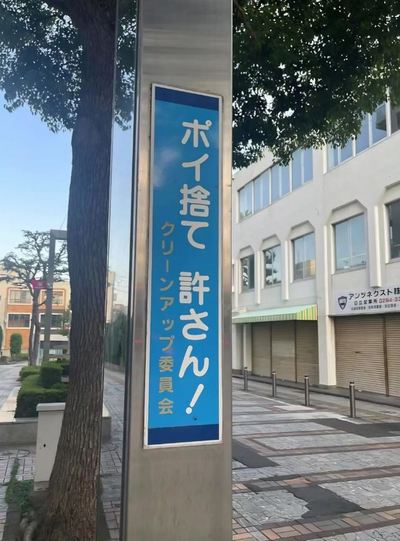 ポイ捨て 許さん!
クリーンアップ委員会
アンツネクスト